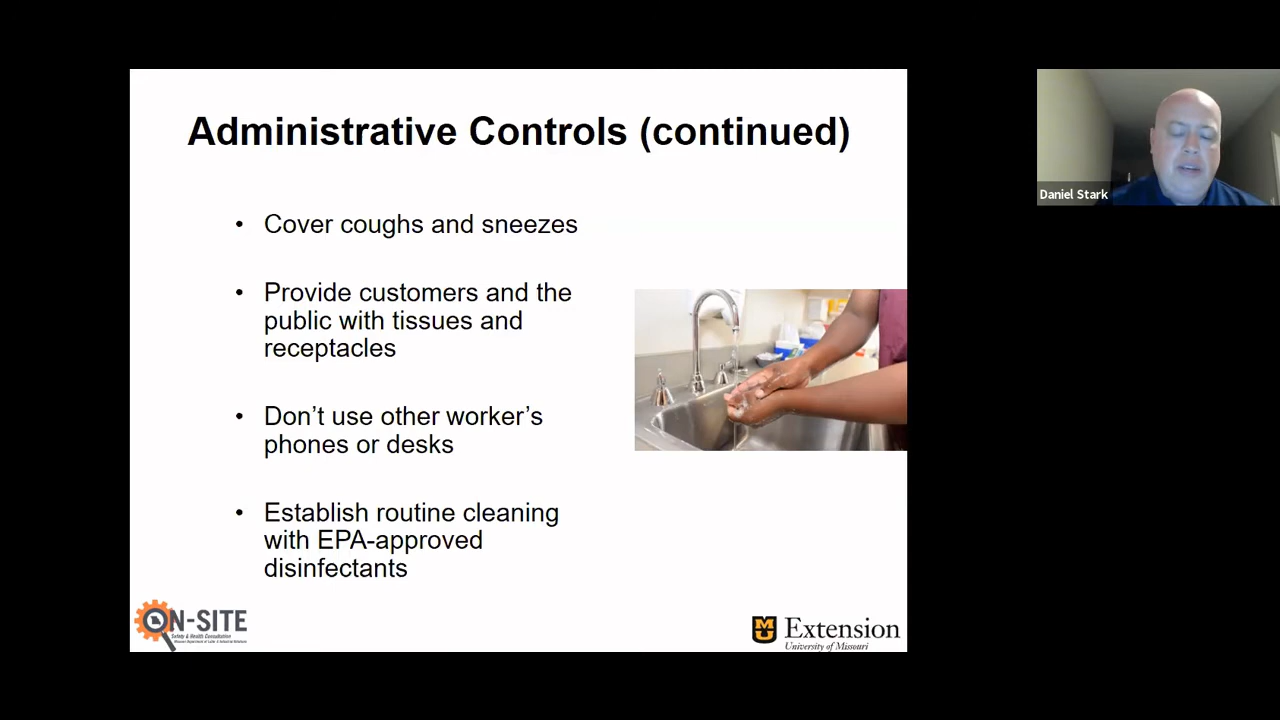 Administrative Controls (continued)
• Cover coughs and sneezes
• Provide customers and the
public with tissues and
receptacles
• Don’t use other worker’s
phones or desks
• Establish routine cleaning
with EPA-approved
disinfectants
ON-SITE
Safety & Health Consultation
Missouri Department of Labor & Industrial Relations
MU Extension
University of Missouri
Daniel Stark